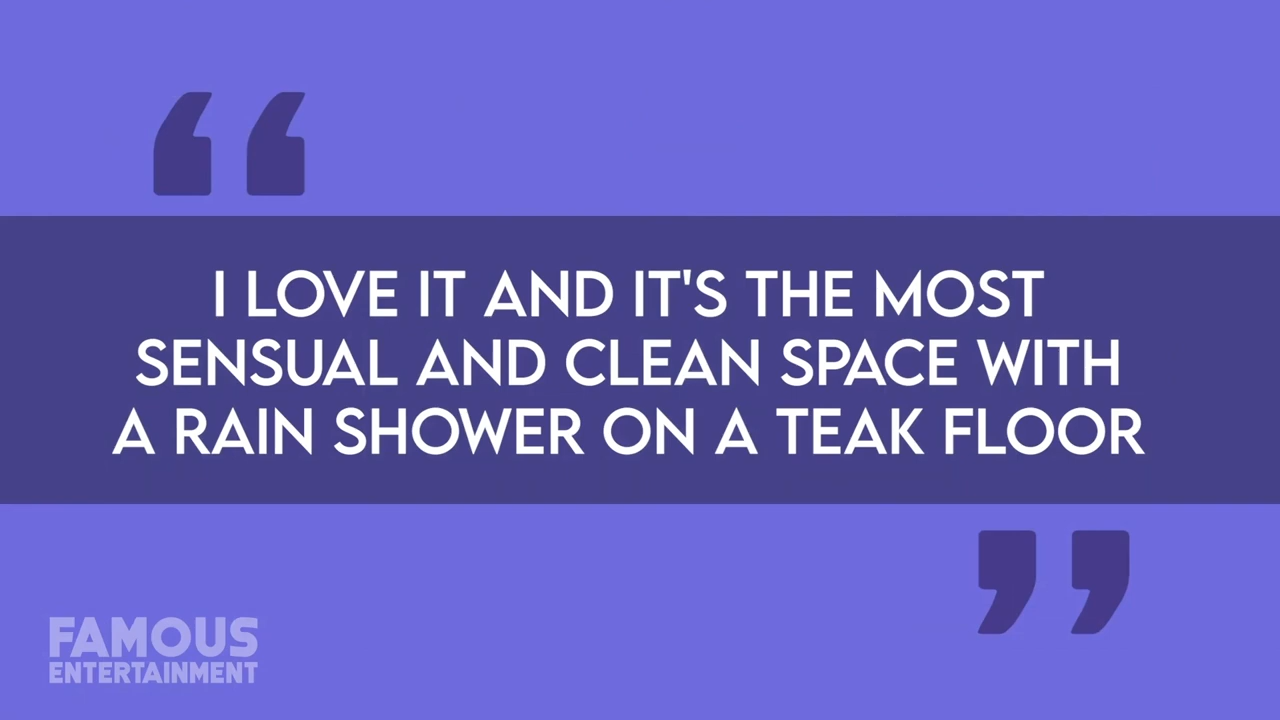 “
I LOVE IT AND IT'S THE MOST
SENSUAL AND CLEAN SPACE WITH
A RAIN SHOWER ON A TEAK FLOOR
”
FAMOUS
ENTERTAINMENT